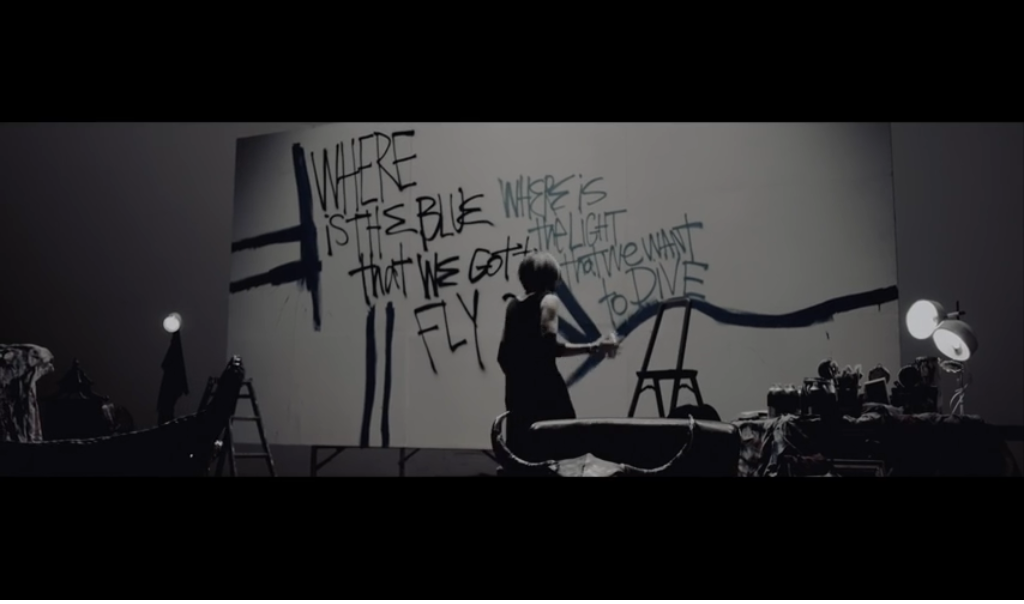 WHERE
iS THE BLUE
that WE GOT t
FLY
WHERE iS
the LiGHT
that we WANT
to DIVE